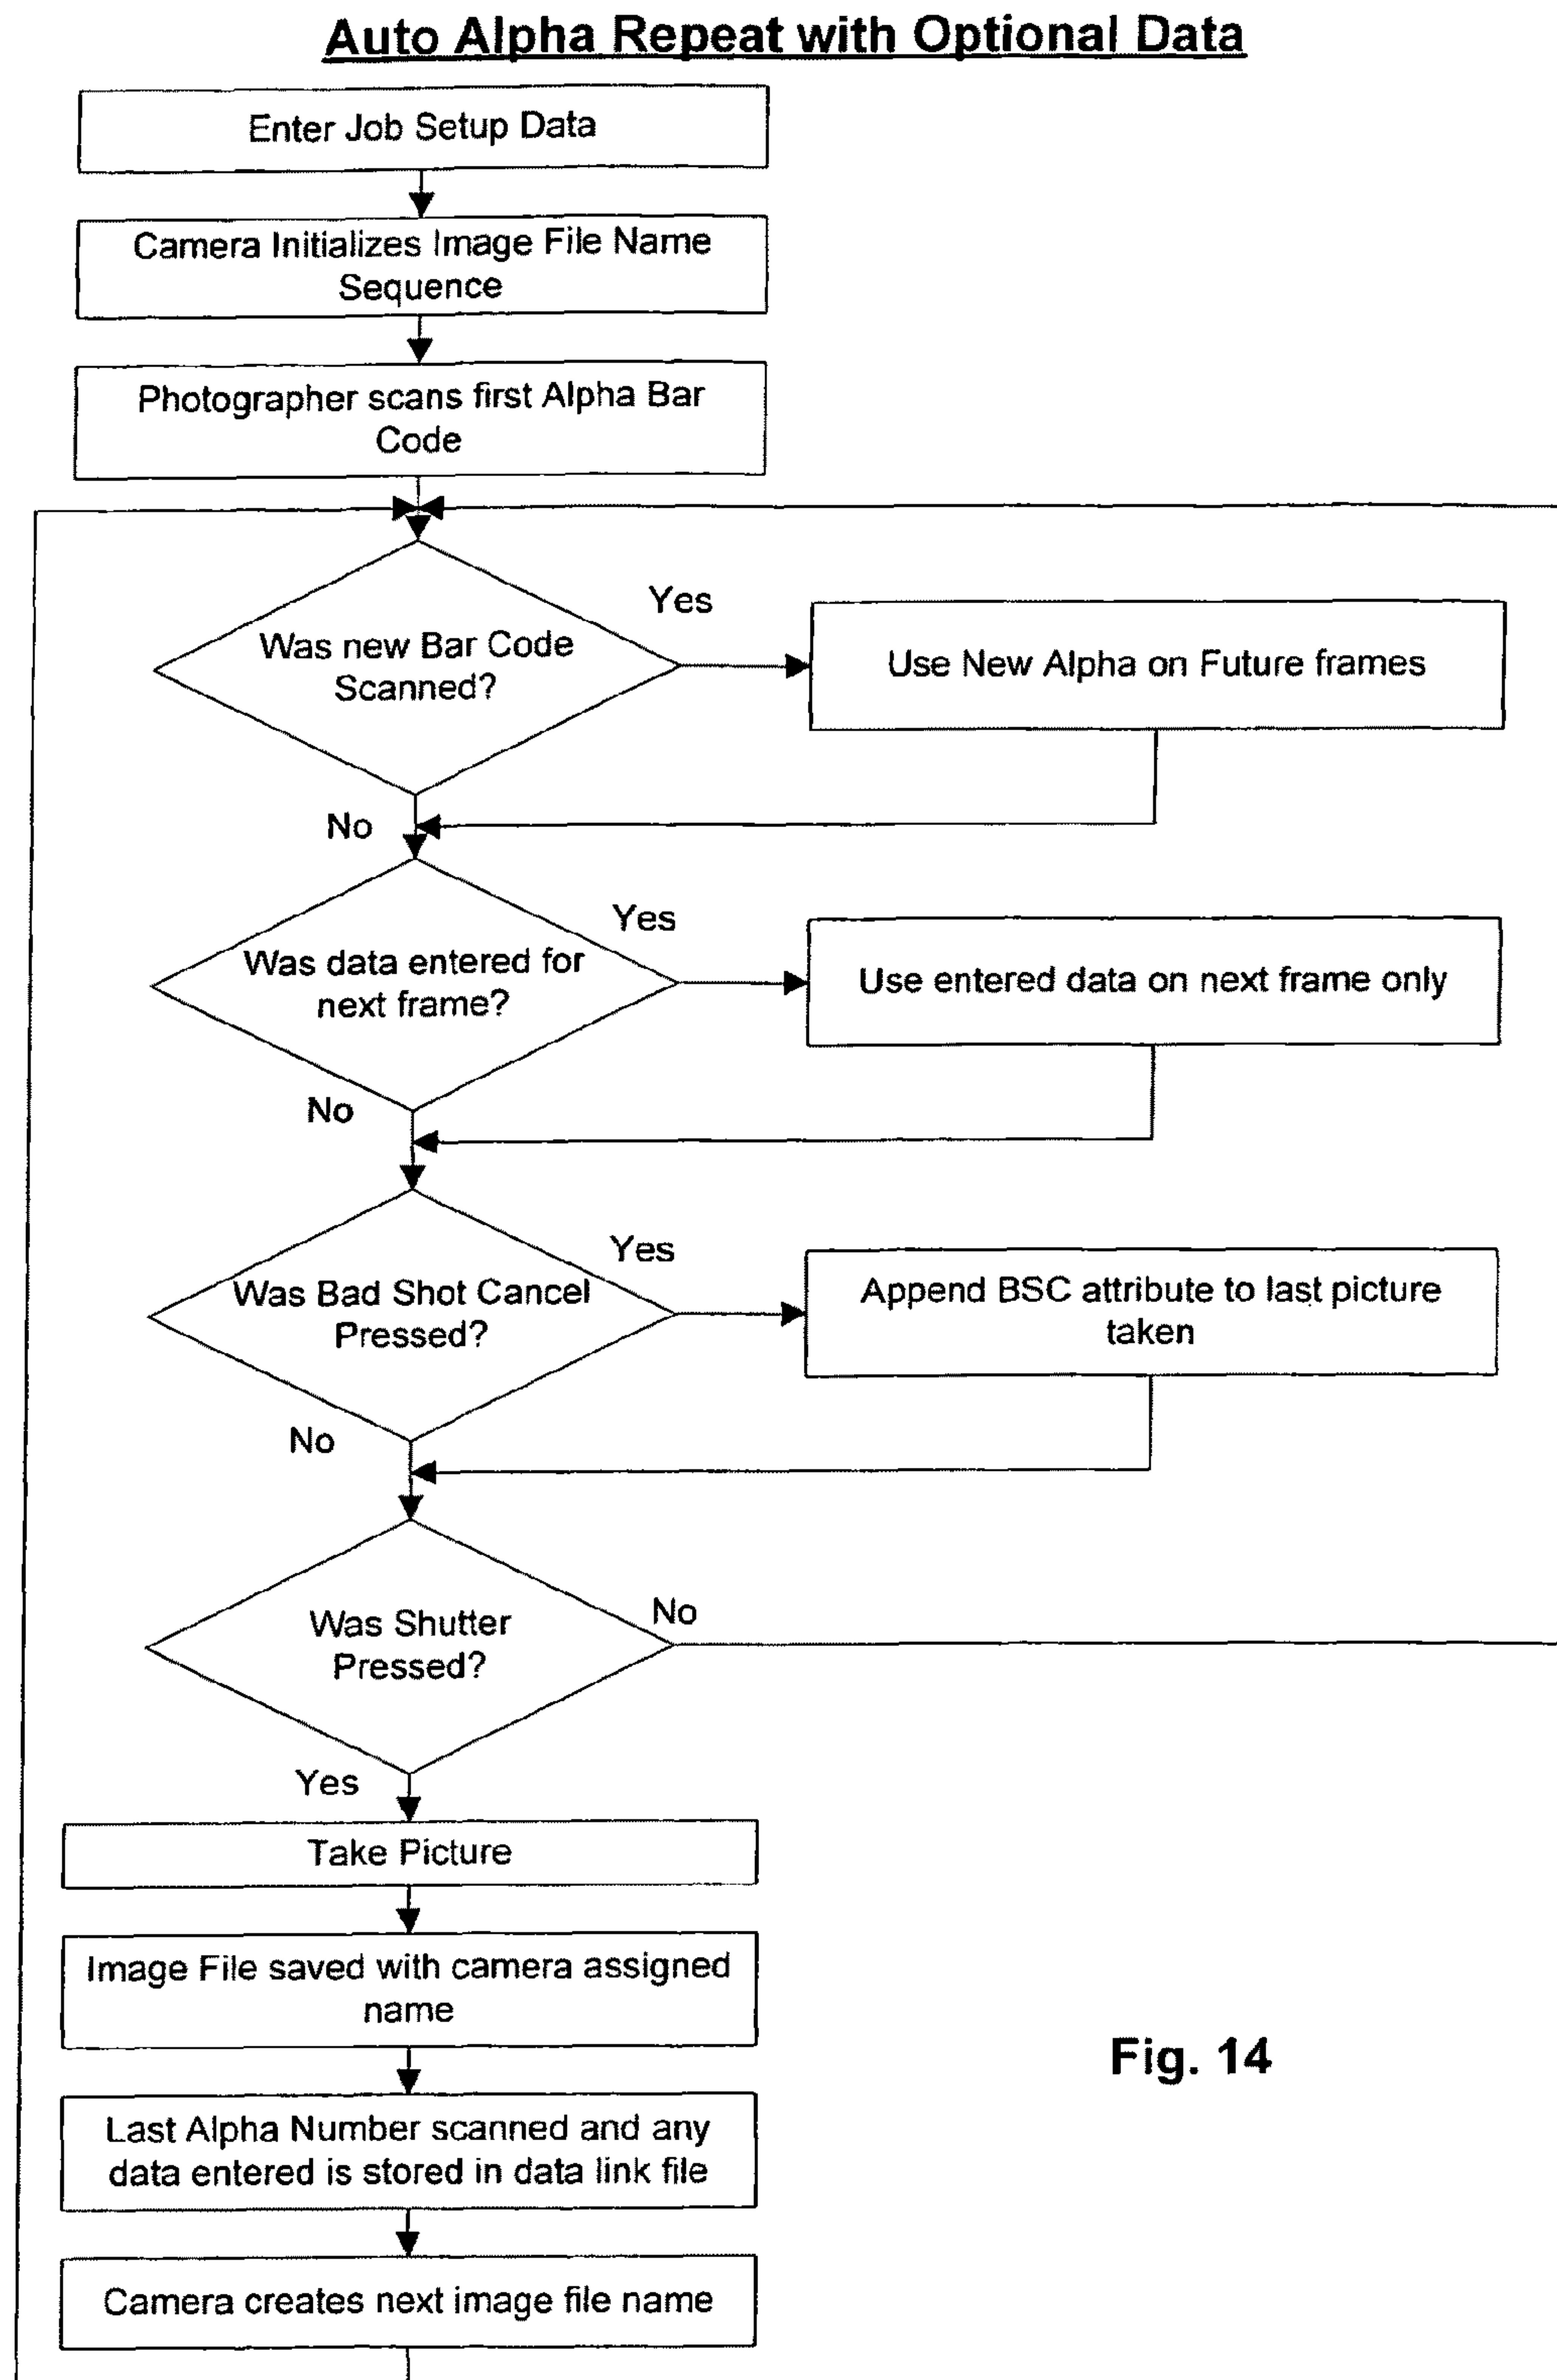 Auto Alpha Repeat with Optional Data
Enter Job Setup Data
Camera Initializes Image File Name
Sequence
Photographer scans first Alpha Bar
Code
Was new Bar Code
Scanned?
Yes
Use New Alpha on Future frames
No
Was data entered for
next frame?
Yes
Use entered data on next frame only
No
Was Bad Shot Cancel
Pressed?
Yes
Append BSC attribute to last picture
taken
No
Was Shutter
Pressed?
No
Yes
Take Picture
Image File saved with camera assigned
name
Last Alpha Number scanned and any
data entered is stored in data link file
Camera creates next image file name
Fig. 14